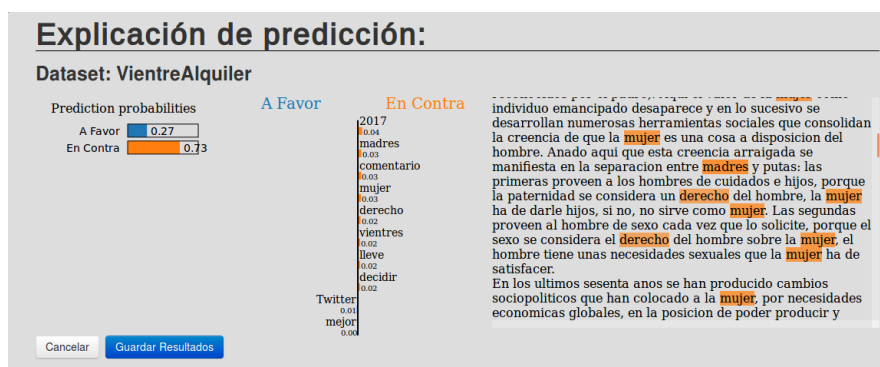 Explicación de predicción:
Dataset: VientreAlquiler
Prediction probabilities
A Favor 0.27
En Contra 0.73
A Favor En Contra
2017
0.04
madres
0.03
comentario
0.03
mujer
0.03
derecho
0.02
vientres
0.02
lleve
0.02
decidir
0.02
Twitter
0.01
mejor
0.00
individuo emancipado desaparece y en lo sucesivo se
desarrollan numerosas herramientas sociales que consolidan
la creencia de que la mujer es una cosa a disposicion del
hombre. Anado aqui que esta creencia arraigada se
manifiesta en la separacion entre madres y putas: las
primeras proveen a los hombres de cuidados e hijos, porque
la paternidad se considera un derecho del hombre, la mujer
ha de darle hijos, si no, no sirve como mujer. Las segundas
proveen al hombre de sexo cada vez que lo solicite, porque el
sexo se considera el derecho del hombre sobre la mujer, el
hombre tiene unas necesidades sexuales que la mujer ha de
satisfacer.
En los ultimos sesenta anos se han producido cambios
sociopoliticos que han colocado a la mujer, por necesidades
economicas globales, en la posicion de poder producir y
Cancelar
Guardar Resultados